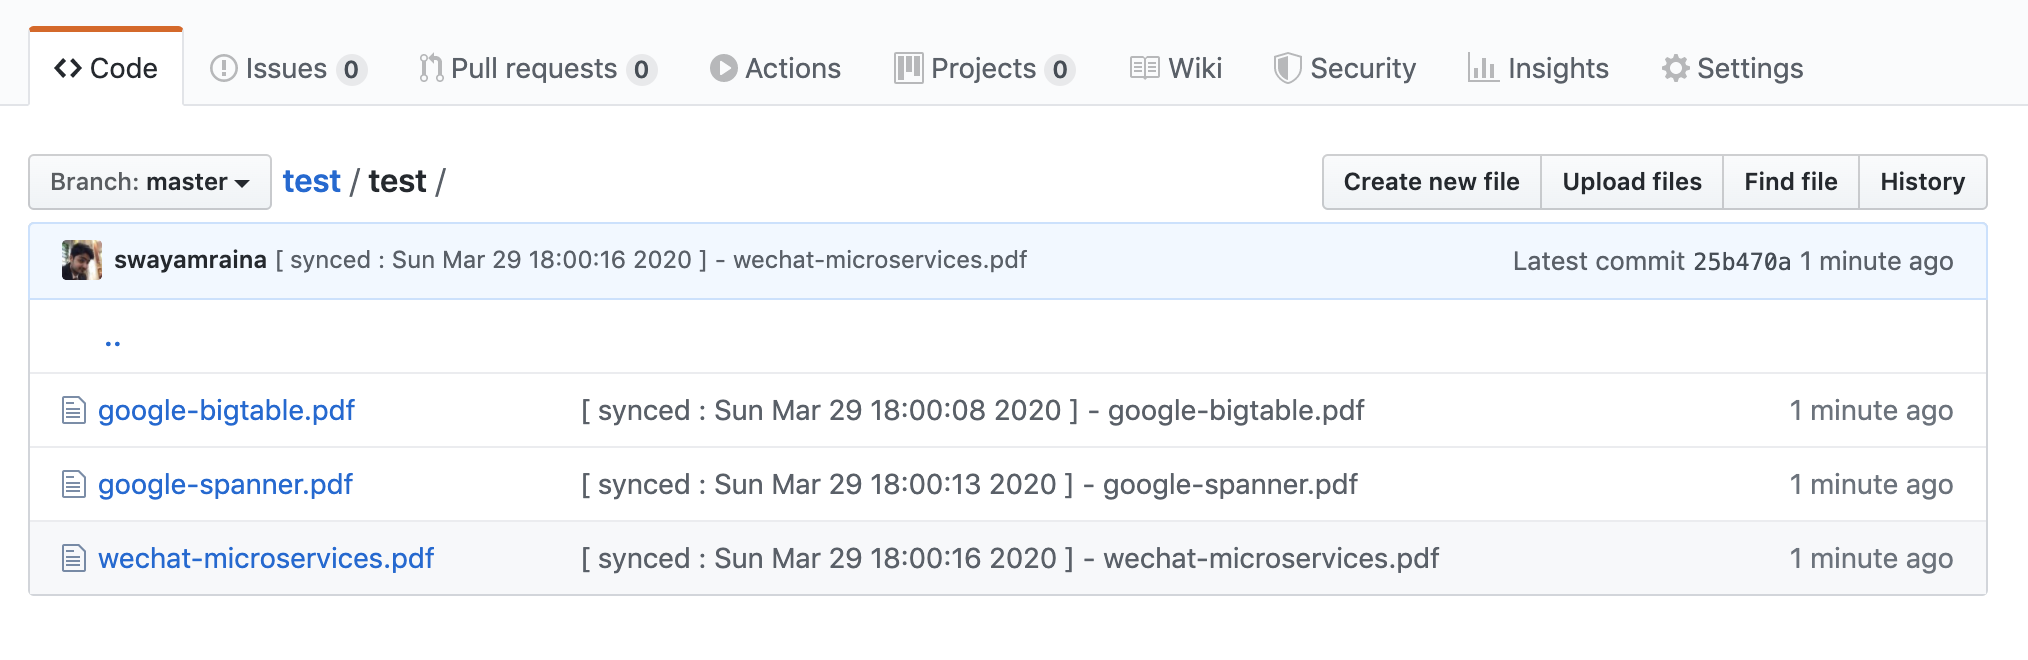 Code Issues 0 Pull requests 0 Actions Projects 0 Wiki Security Insights Settings
Branch: master test / test / Create new file Upload files Find file History
swayamraina [ synced : Sun Mar 29 18:00:16 2020 ] - wechat-microservices.pdf Latest commit 25b470a 1 minute ago
..
google-bigtable.pdf [ synced : Sun Mar 29 18:00:08 2020 ] - google-bigtable.pdf 1 minute ago
google-spanner.pdf [ synced : Sun Mar 29 18:00:13 2020 ] - google-spanner.pdf 1 minute ago
wechat-microservices.pdf [ synced : Sun Mar 29 18:00:16 2020 ] - wechat-microservices.pdf 1 minute ago